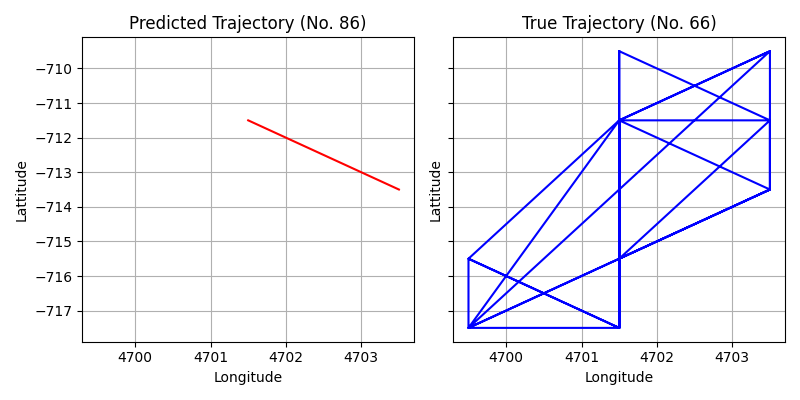 Predicted Trajectory (No. 86)
True Trajectory (No. 66)
−710
−711
−712
−713
−714
−715
−716
−717
Lattitude
Lattitude
4700 4701 4702 4703
4700 4701 4702 4703
Longitude
Longitude